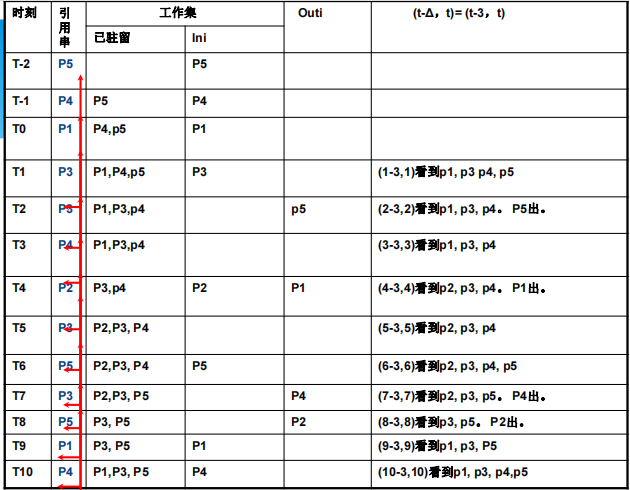 时刻 引用串 工作集 Outi (t-Δ，t)= (t-3，t)
已驻留 Ini
T-2 P5 P5
T-1 P4 P5 P4
T0 P1 P4,p5 P1
T1 P3 P1,P4,p5 P3 (1-3,1)看到p1, p3 p4, p5
T2 P3 P1,P3,p4 p5 (2-3,2)看到p1, p3, p4。 P5出。
T3 P4 P1,P3,p4 (3-3,3)看到p1, p3, p4
T4 P2 P3,p4 P2 P1 (4-3,4)看到p2, p3, p4。 P1出。
T5 P3 P2,P3, P4 (5-3,5)看到p2, p3, p4
T6 P5 P2,P3, P4 P5 (6-3,6)看到p2, p3, p4, p5
T7 P3 P2,P3, P5 P4 (7-3,7)看到p2, p3, p5。 P4出。
T8 P5 P3, P5 P2 (8-3,8)看到p3, p5。 P2出。
T9 P1 P3, P5 P1 (9-3,9)看到p1, p3, P5
T10 P4 P1,P3, P5 P4 (10-3,10)看到p1, p3, p4,p5